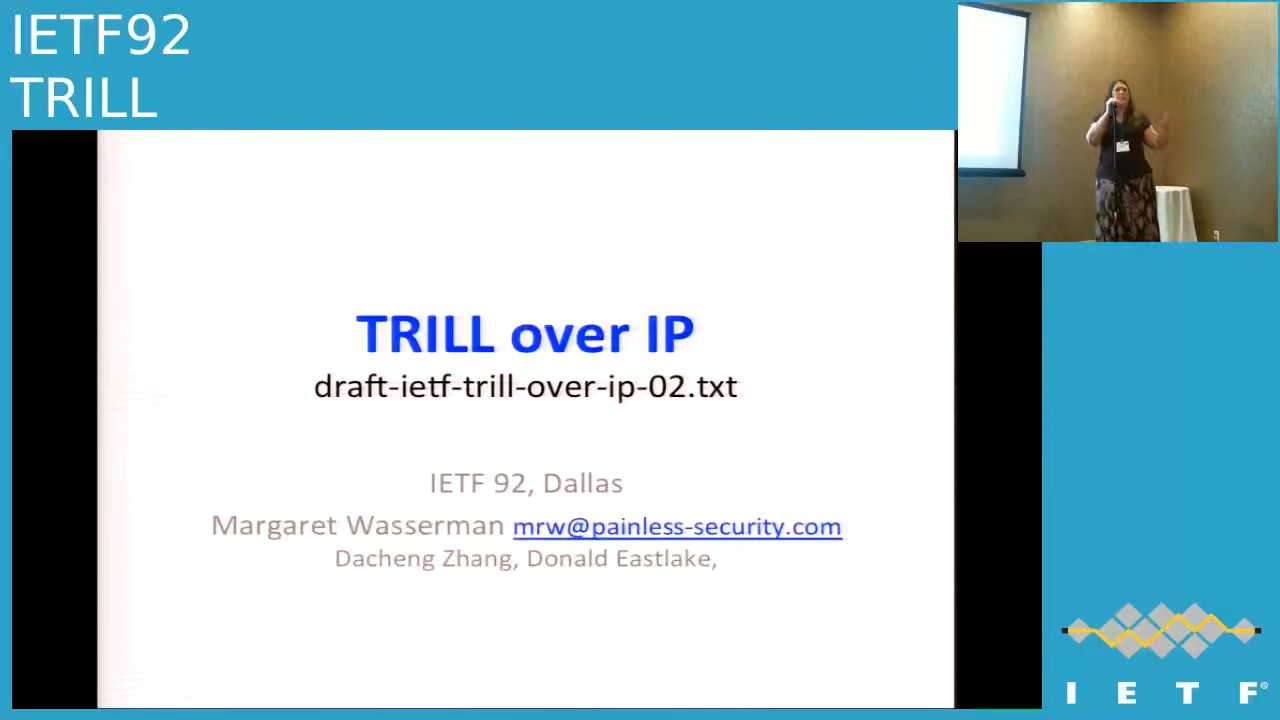 IETF92
TRILL
TRILL over IP
draft-ietf-trill-over-ip-02.txt
IETF 92, Dallas
Margaret Wasserman mrw@painless-security.com
Dacheng Zhang, Donald Eastlake,
I E T F®